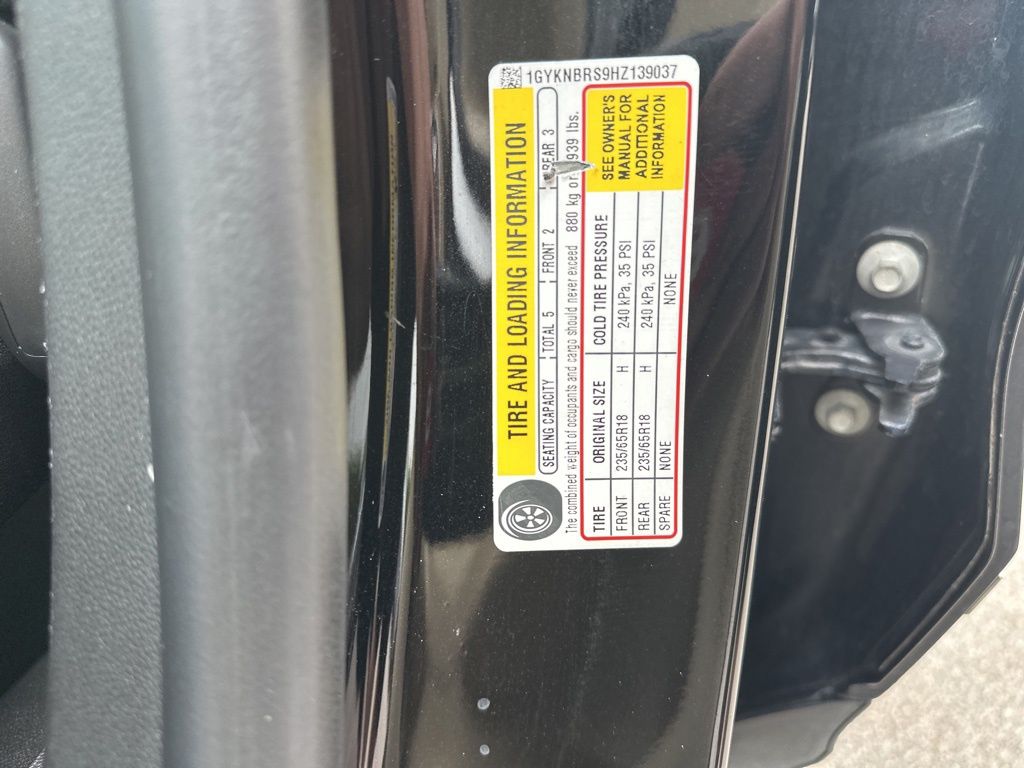 1GYKNBRS9HZ139037
TIRE AND LOADING INFORMATION
SEATING CAPACITY TOTAL 5 FRONT 2 REAR 3
The combined weight of occupants and cargo should never exceed 880 kg or 939 lbs.
TIRE ORIGINAL SIZE COLD TIRE PRESSURE
FRONT 235/65R18 H 240 kPa, 35 PSI
REAR 235/65R18 H 240 kPa, 35 PSI
SPARE NONE NONE
SEE OWNER'S
MANUAL FOR
ADDITIONAL
INFORMATION